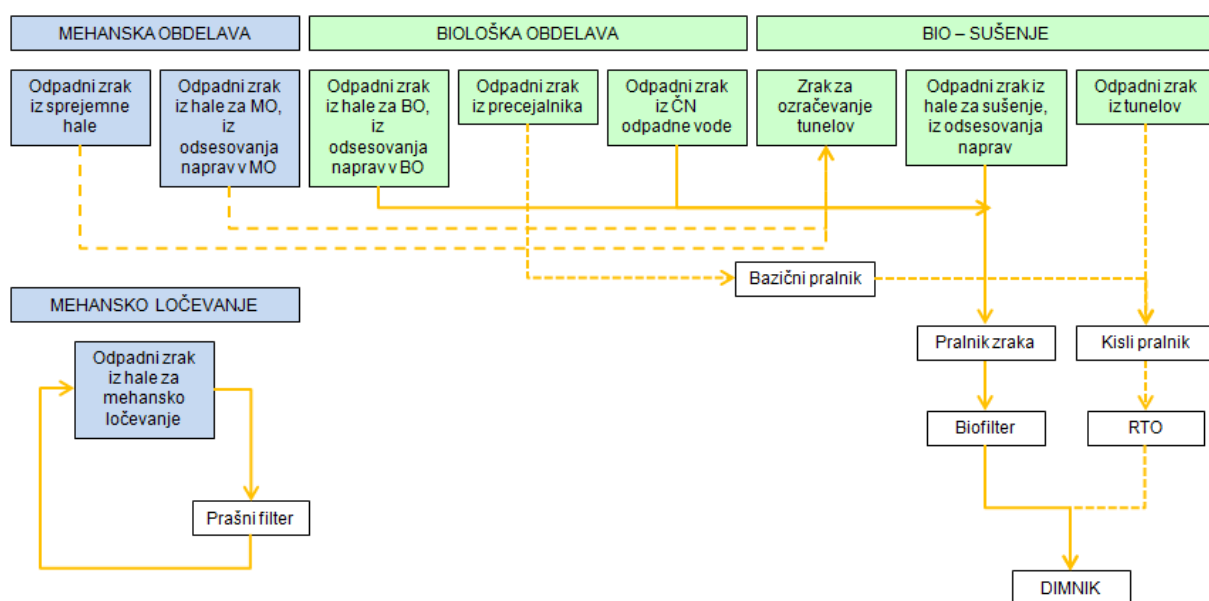 MEHANSKA OBDELAVA
BIOLOŠKA OBDELAVA
BIO – SUŠENJE
Odpadni zrak
iz sprejemne
hale
Odpadni zrak
iz hale za MO,
iz
odsesovanja
naprav v MO
Odpadni zrak
iz hale za BO,
iz
odsesovanja
naprav v BO
Odpadni zrak
iz precejalnika
Odpadni zrak
iz ČN
odpadne vode
Zrak za
ozračevanje
tunelov
Odpadni zrak iz
hale za sušenje,
iz odsesovanja
naprav
Odpadni zrak
iz tunelov
Bazični pralnik
MEHANSKO LOČEVANJE
Odpadni zrak
iz hale za
mehansko
ločevanje
Pralnik zraka
Kisli pralnik
Biofilter
RTO
Prašni filter
DIMNIK